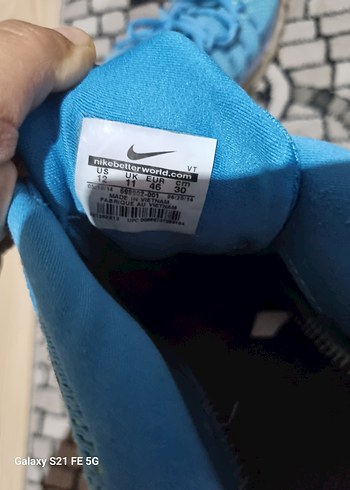 nikebetterworld.com
VT
US UK EUR cm
12 11 46 30
MADE IN VIETNAM
FABRIQUE AU VIETNAM
Galaxy S21 FE 5G